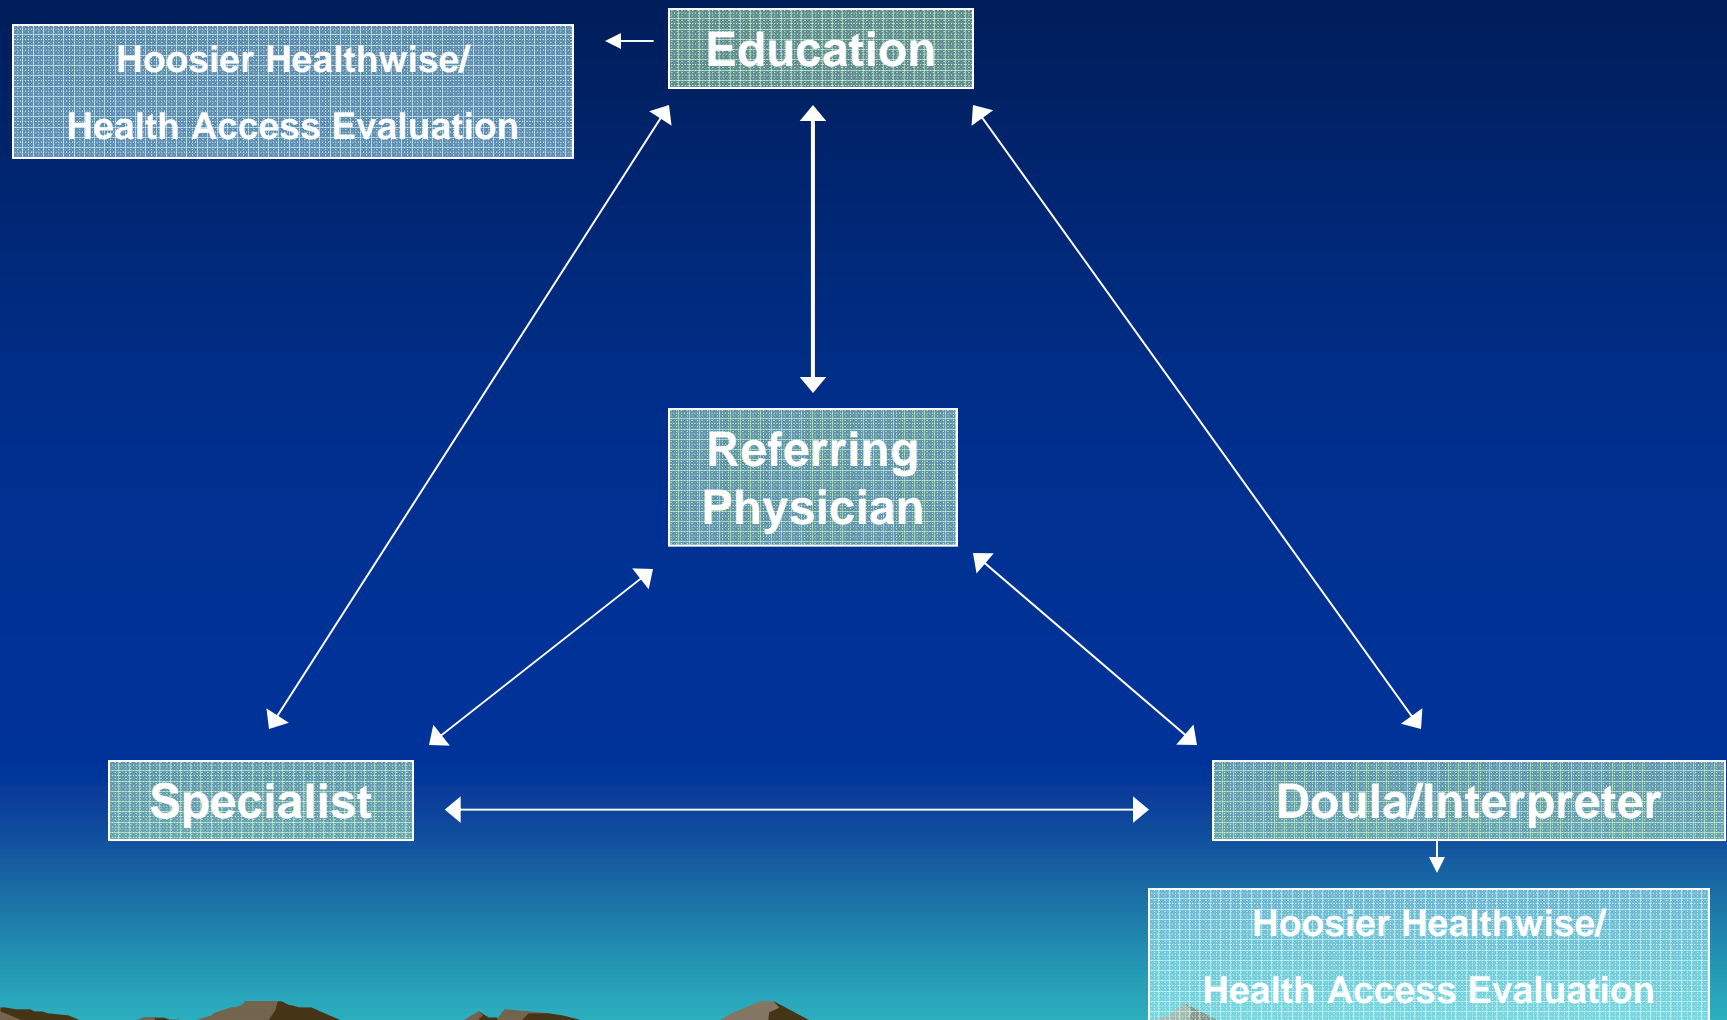 Education
Hoosier Healthwise/
Health Access Evaluation
Referring
Physician
Specialist
Doula/Interpreter
Hoosier Healthwise/
Health Access Evaluation